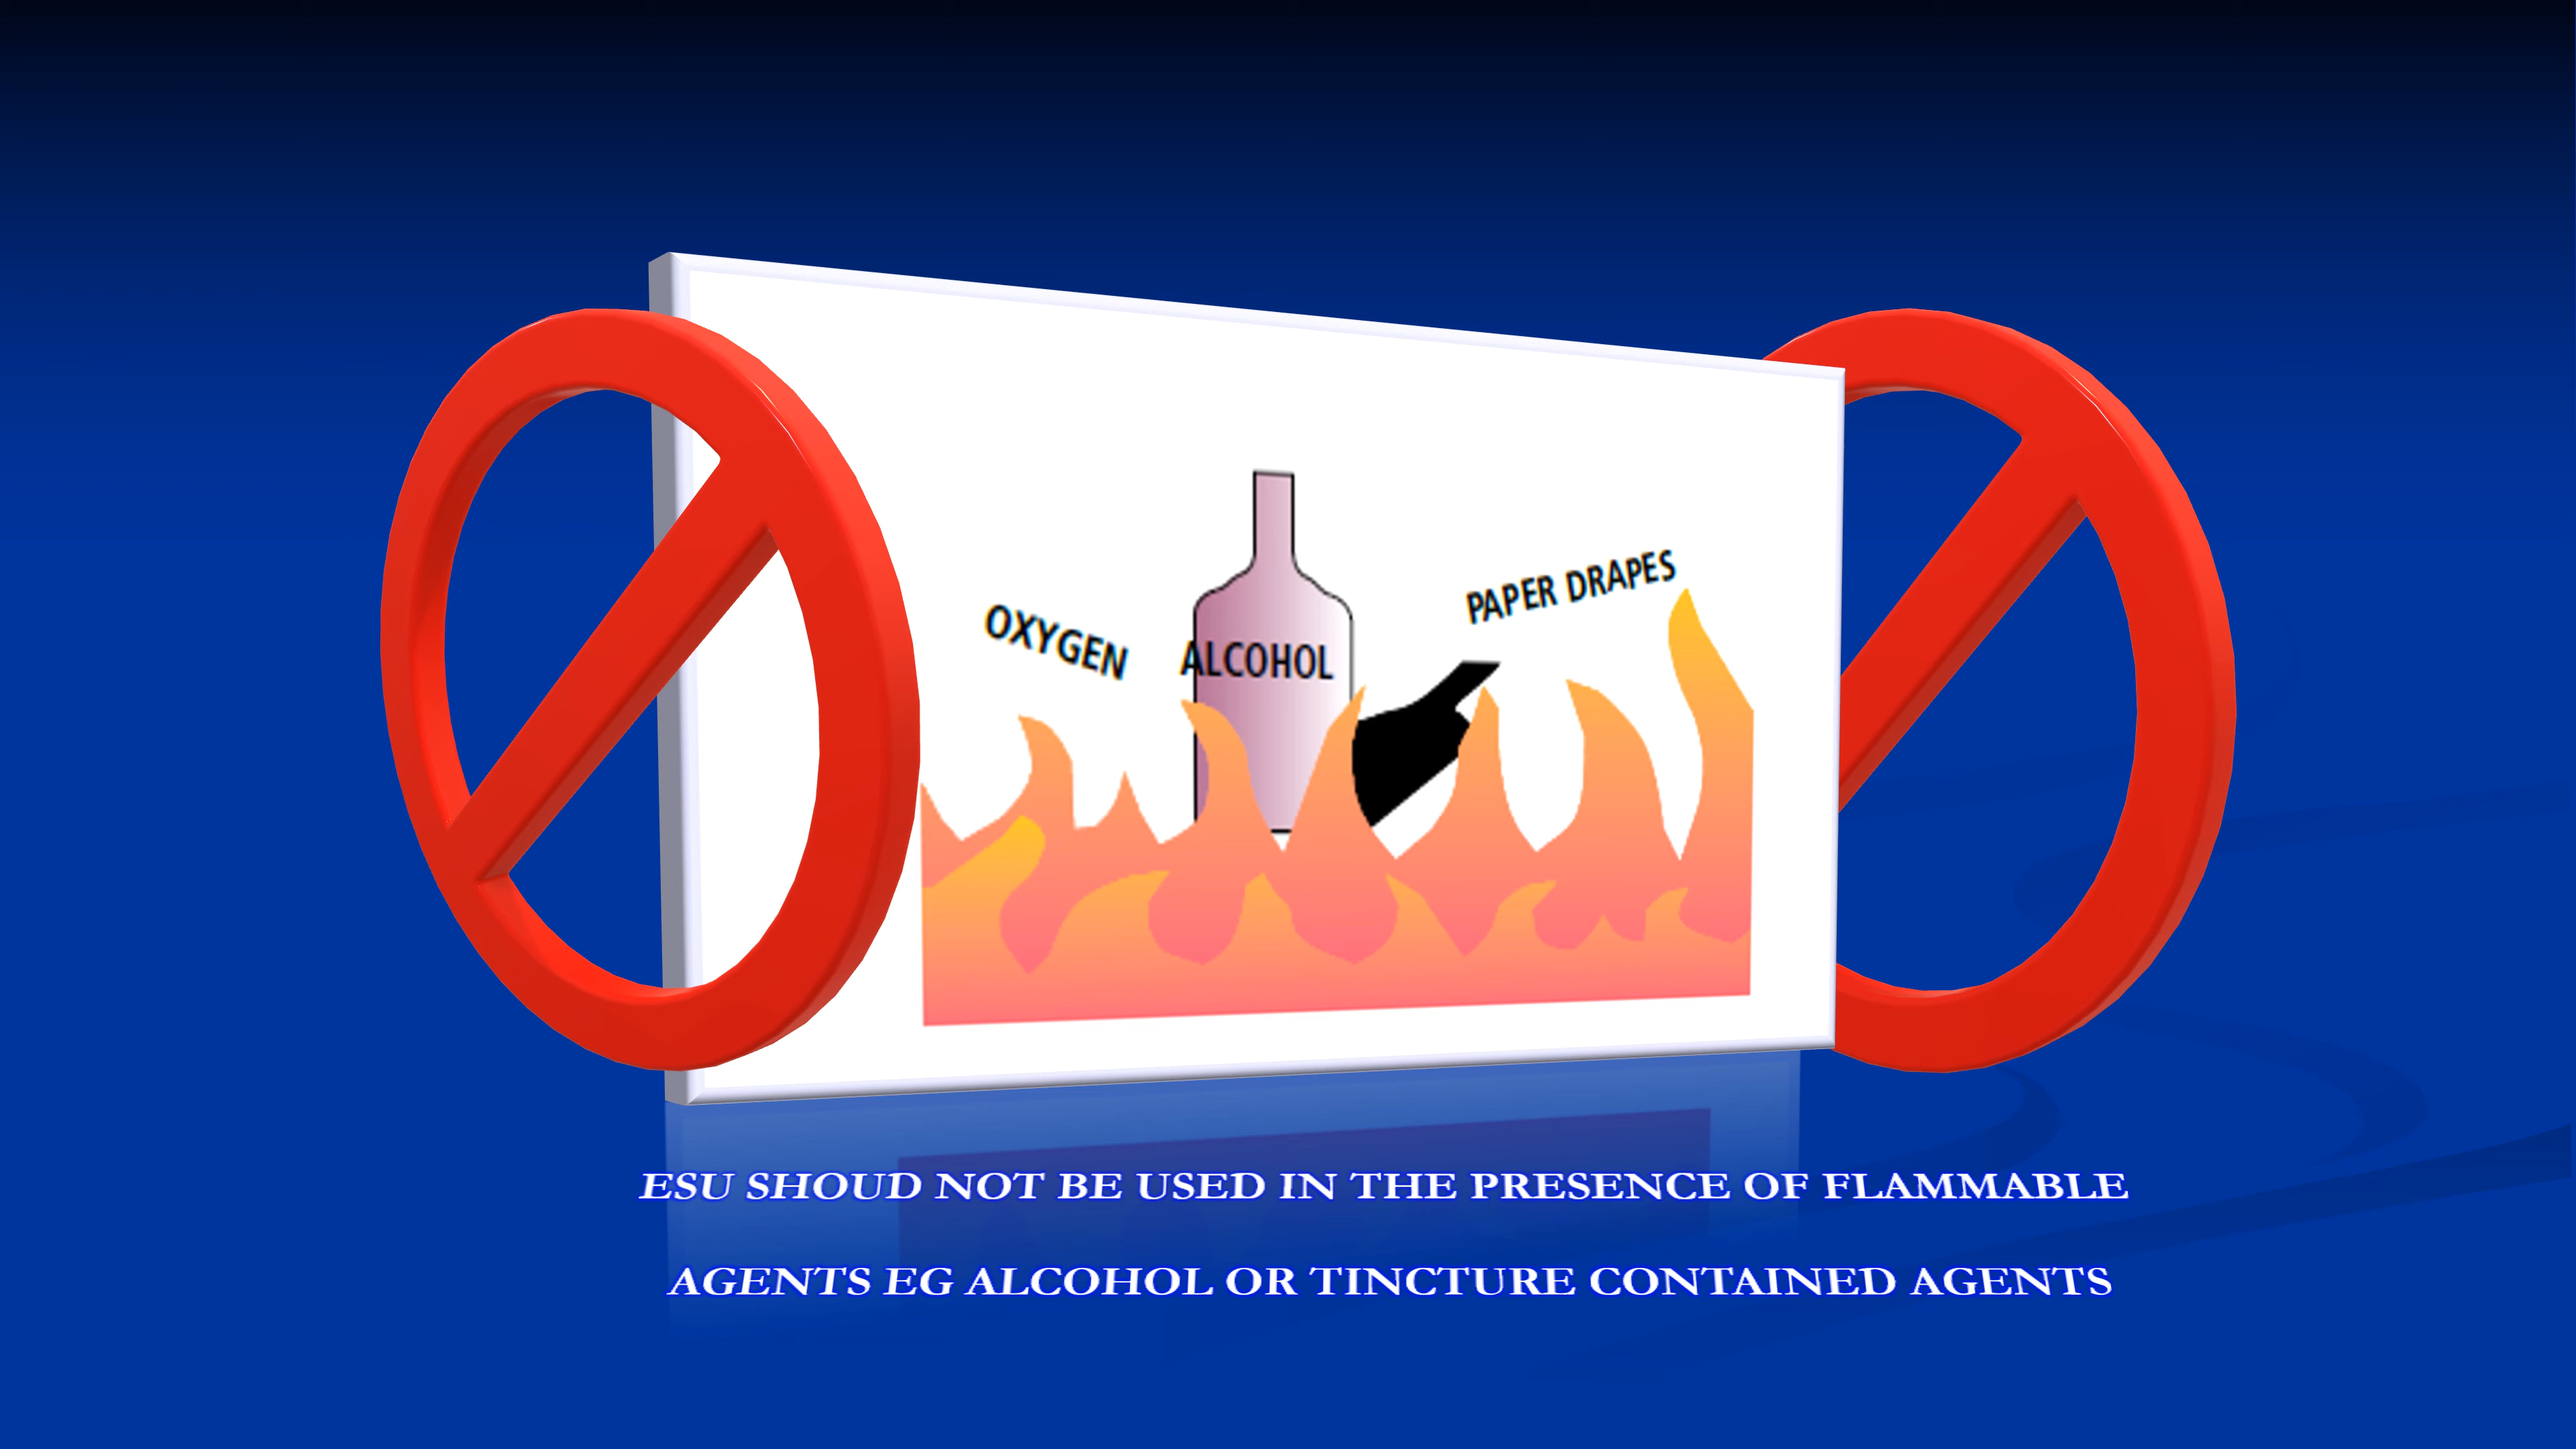 OXYGEN
ALCOHOL
PAPER DRAPES
ESU SHOUD NOT BE USED IN THE PRESENCE OF FLAMMABLE
AGENTS EG ALCOHOL OR TINCTURE CONTAINED AGENTS